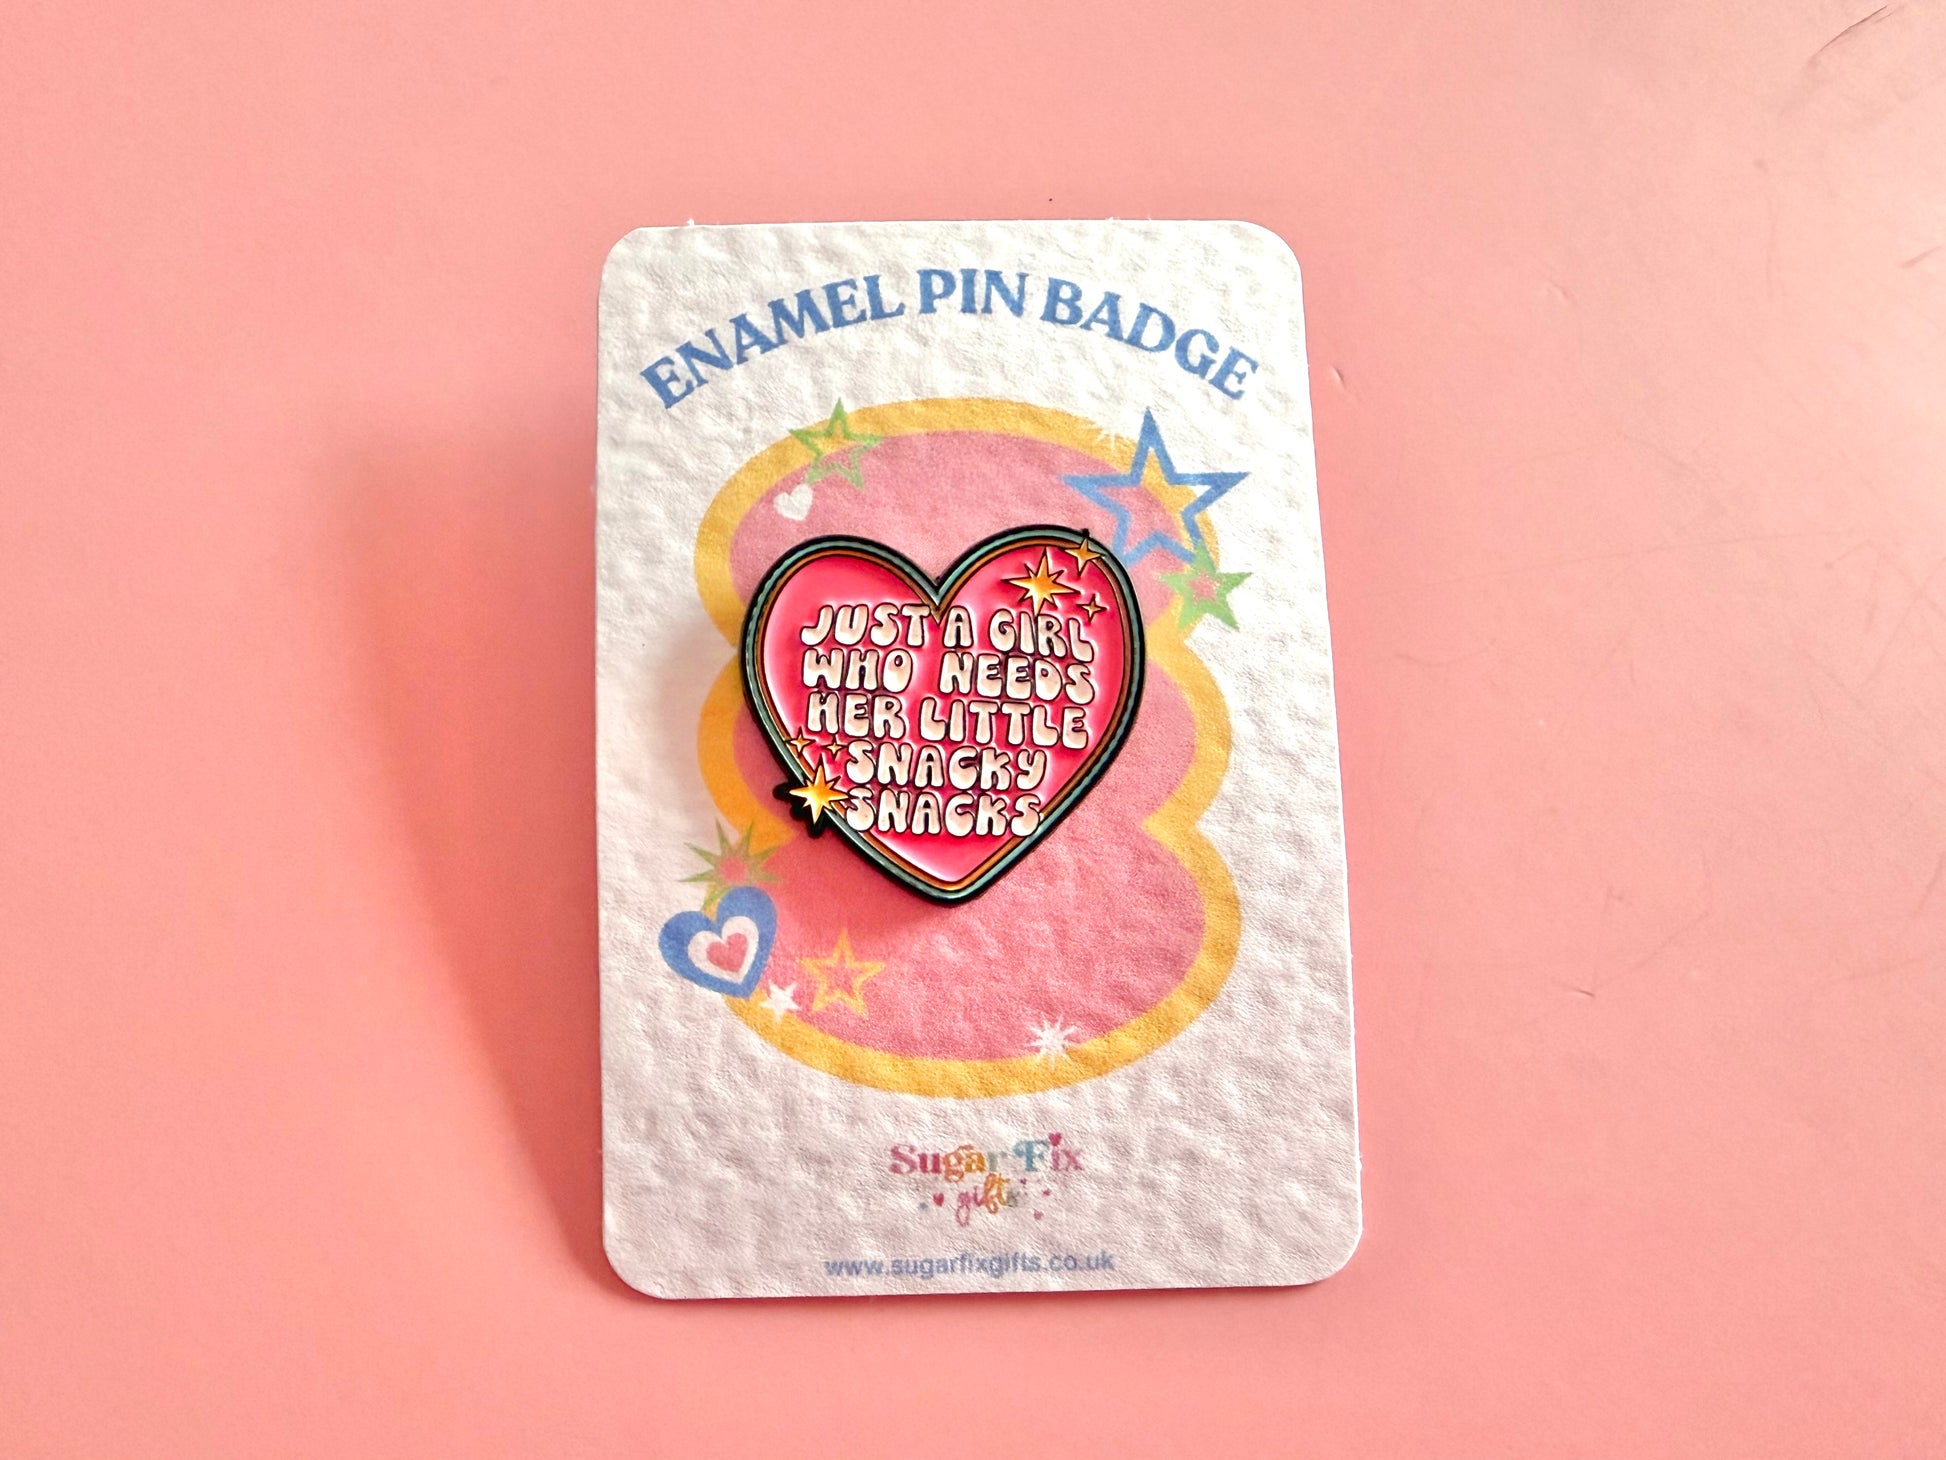 ENAMEL PIN BADGE
JUST A GIRL
WHO NEEDS
HER LITTLE
SNACKY
SNACKS
Sugar Fix
gifts
www.sugarfixgifts.co.uk